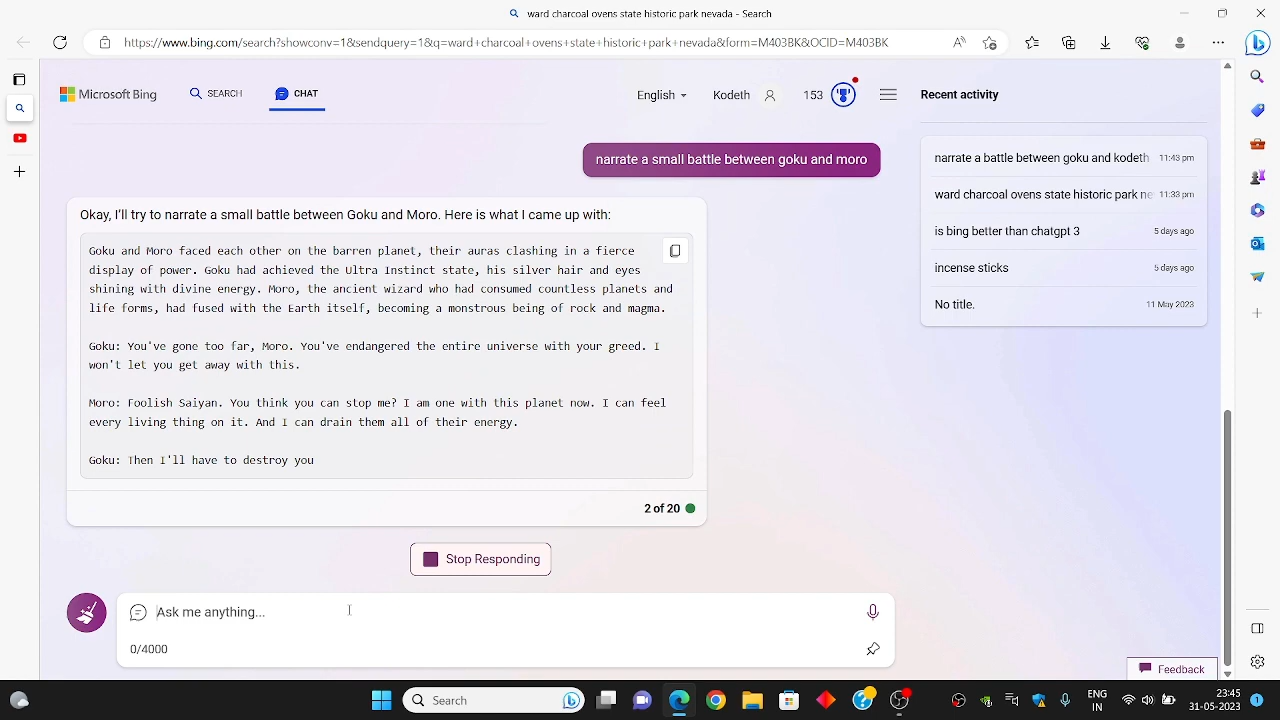 ward charcoal ovens state historic park nevada - Search
https://www.bing.com/search?showconv=1&sendquery=1&q=ward+charcoal+ovens+state+historic+park+nevada&form=M403BK&OCID=M403BK
Microsoft Bing
SEARCH
CHAT
English
Kodeth
153
Recent activity
narrate a small battle between goku and moro
narrate a battle between goku and kodeth 11:43 pm
ward charcoal ovens state historic park ne 11:33 pm
is bing better than chatgpt 3 5 days ago
incense sticks 5 days ago
No title. 11 May 2023
Okay, I'll try to narrate a small battle between Goku and Moro. Here is what I came up with:
Goku and Moro faced each other on the barren planet, their auras clashing in a fierce
display of power. Goku had achieved the Ultra Instinct state, his silver hair and eyes
shining with divine energy. Moro, the ancient wizard who had consumed countless planets and
life forms, had fused with the Earth itself, becoming a monstrous being of rock and magma.
Goku: You've gone too far, Moro. You've endangered the entire universe with your greed. I
won't let you get away with this.
Moro: Foolish Saiyan. You think you can stop me? I am one with this planet now. I can feel
every living thing on it. And I can drain them all of their energy.
Goku: Then I'll have to destroy you
2 of 20
Stop Responding
Ask me anything...
0/4000
Feedback
Search
ENG
IN
23:45
31-05-2023
1